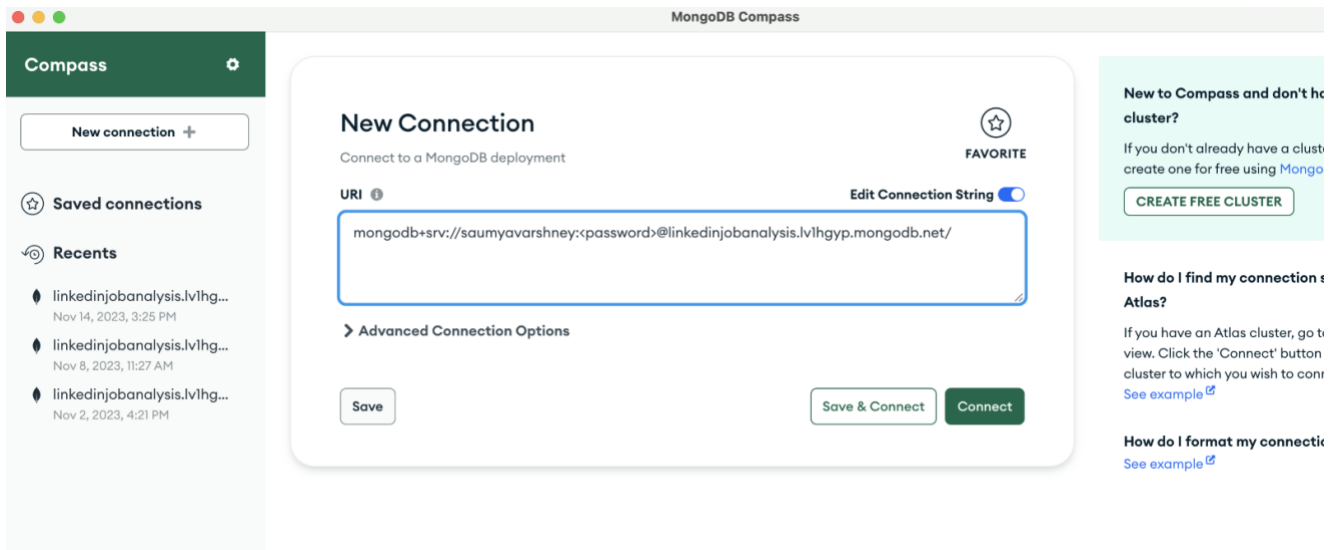 MongoDB Compass
Compass
New connection +
Saved connections
Recents
linkedinjobanalysis.lv1hg...
Nov 14, 2023, 3:25 PM
linkedinjobanalysis.lv1hg...
Nov 8, 2023, 11:27 AM
linkedinjobanalysis.lv1hg...
Nov 2, 2023, 4:21 PM
New Connection
Connect to a MongoDB deployment
FAVORITE
URI
Edit Connection String
mongodb+srv://saumyavarshney:<password>@linkedinjobanalysis.lv1hgyp.mongodb.net/
Advanced Connection Options
Save
Save & Connect
Connect
New to Compass and don't
cluster?
If you don't already have a
create one for free using Mongo
CREATE FREE CLUSTER
How do I find my connection
Atlas?
If you have an Atlas cluster, go
view. Click the 'Connect' button
cluster to which you wish to
See example
How do I format my
See example